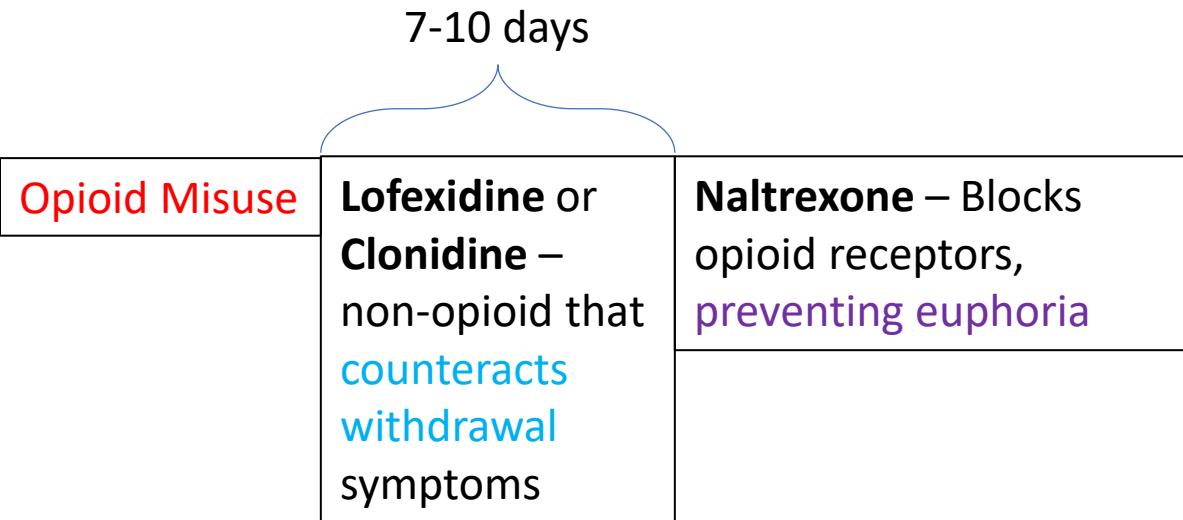 7-10 days
Opioid Misuse
Lofexidine or
Clonidine –
non-opioid that
counteracts
withdrawal
symptoms
Naltrexone – Blocks
opioid receptors,
preventing euphoria